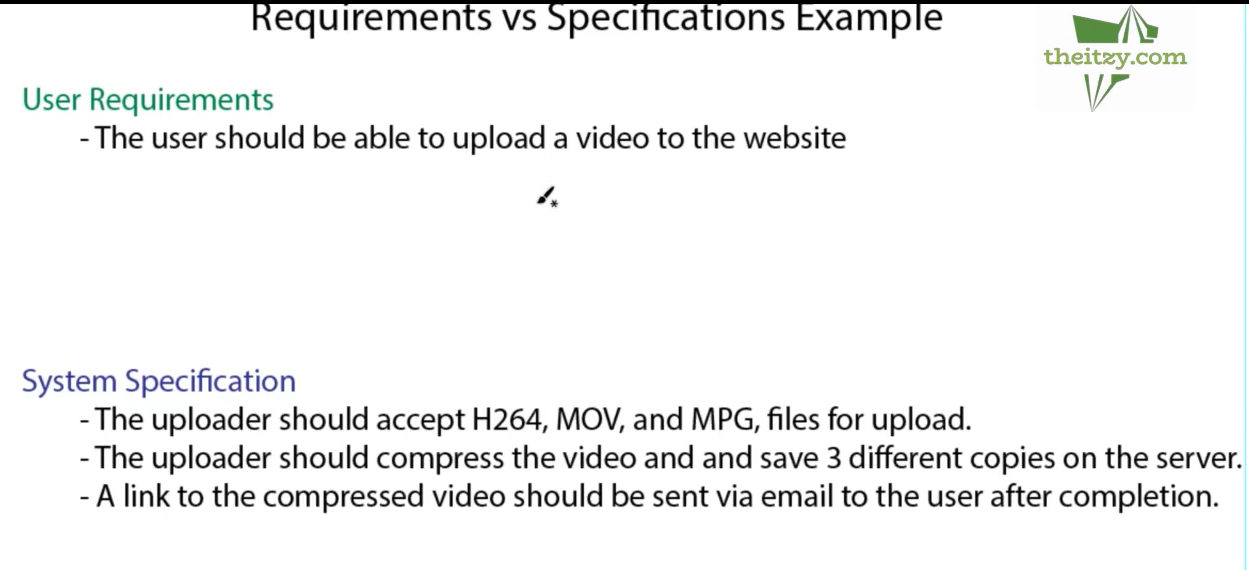 Requirements vs Specifications Example
theitzy.com
User Requirements
- The user should be able to upload a video to the website
System Specification
- The uploader should accept H264, MOV, and MPG, files for upload.
- The uploader should compress the video and and save 3 different copies on the server.
- A link to the compressed video should be sent via email to the user after completion.